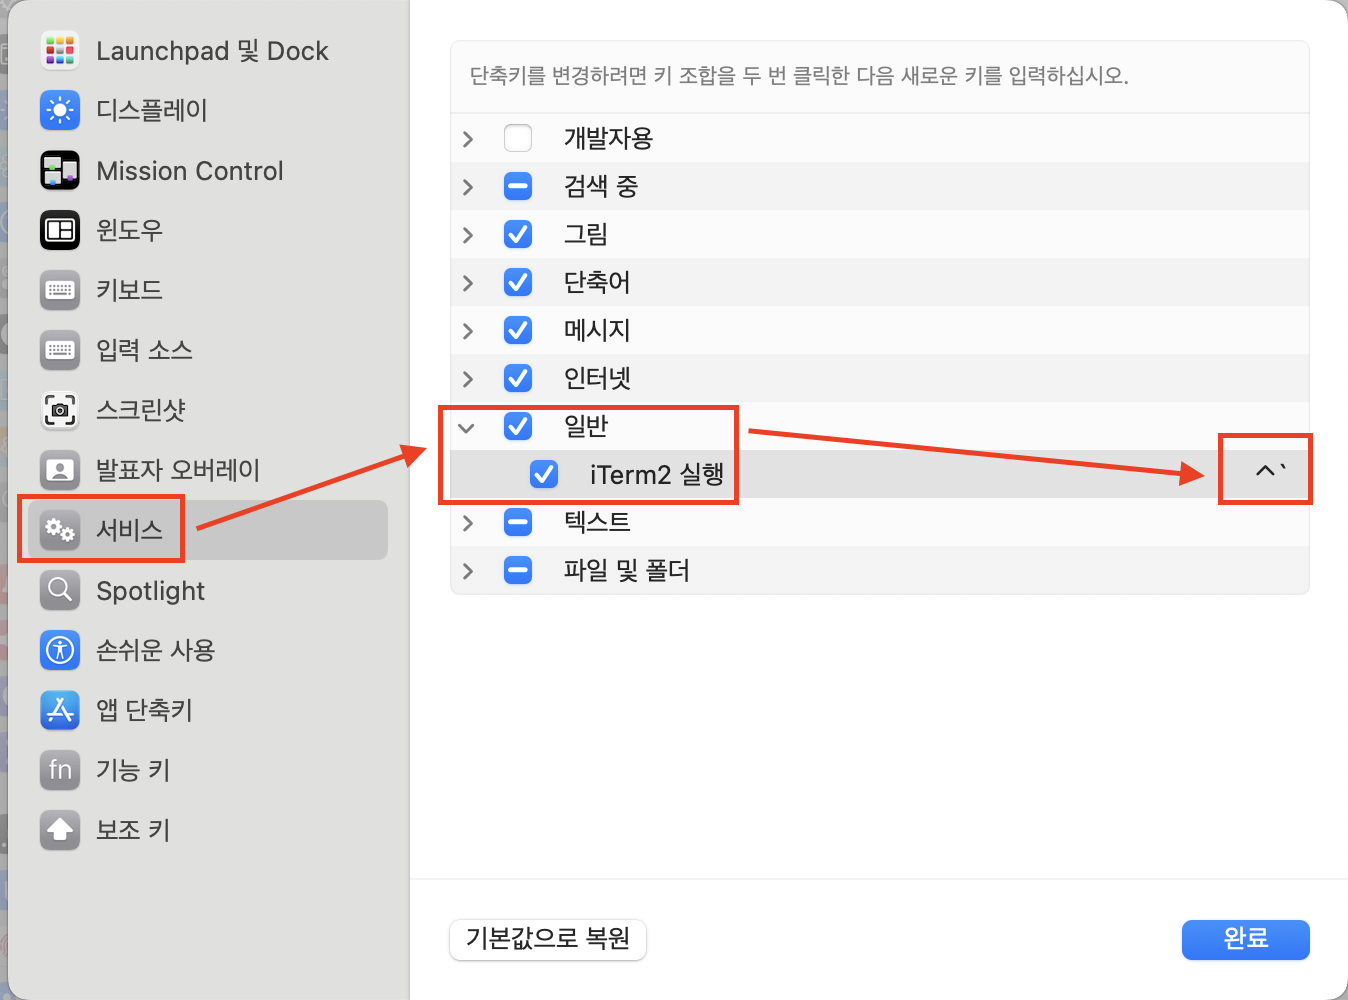 Launchpad 및 Dock
디스플레이
Mission Control
윈도우
키보드
입력 소스
스크린샷
발표자 오버레이
서비스
Spotlight
손쉬운 사용
앱 단축키
fn 기능 키
보조 키
단축키를 변경하려면 키 조합을 두 번 클릭한 다음 새로운 키를 입력하십시오.
개발자용
검색 중
그림
단축어
메시지
인터넷
일반
iTerm2 실행 ^`
텍스트
파일 및 폴더
기본값으로 복원
완료